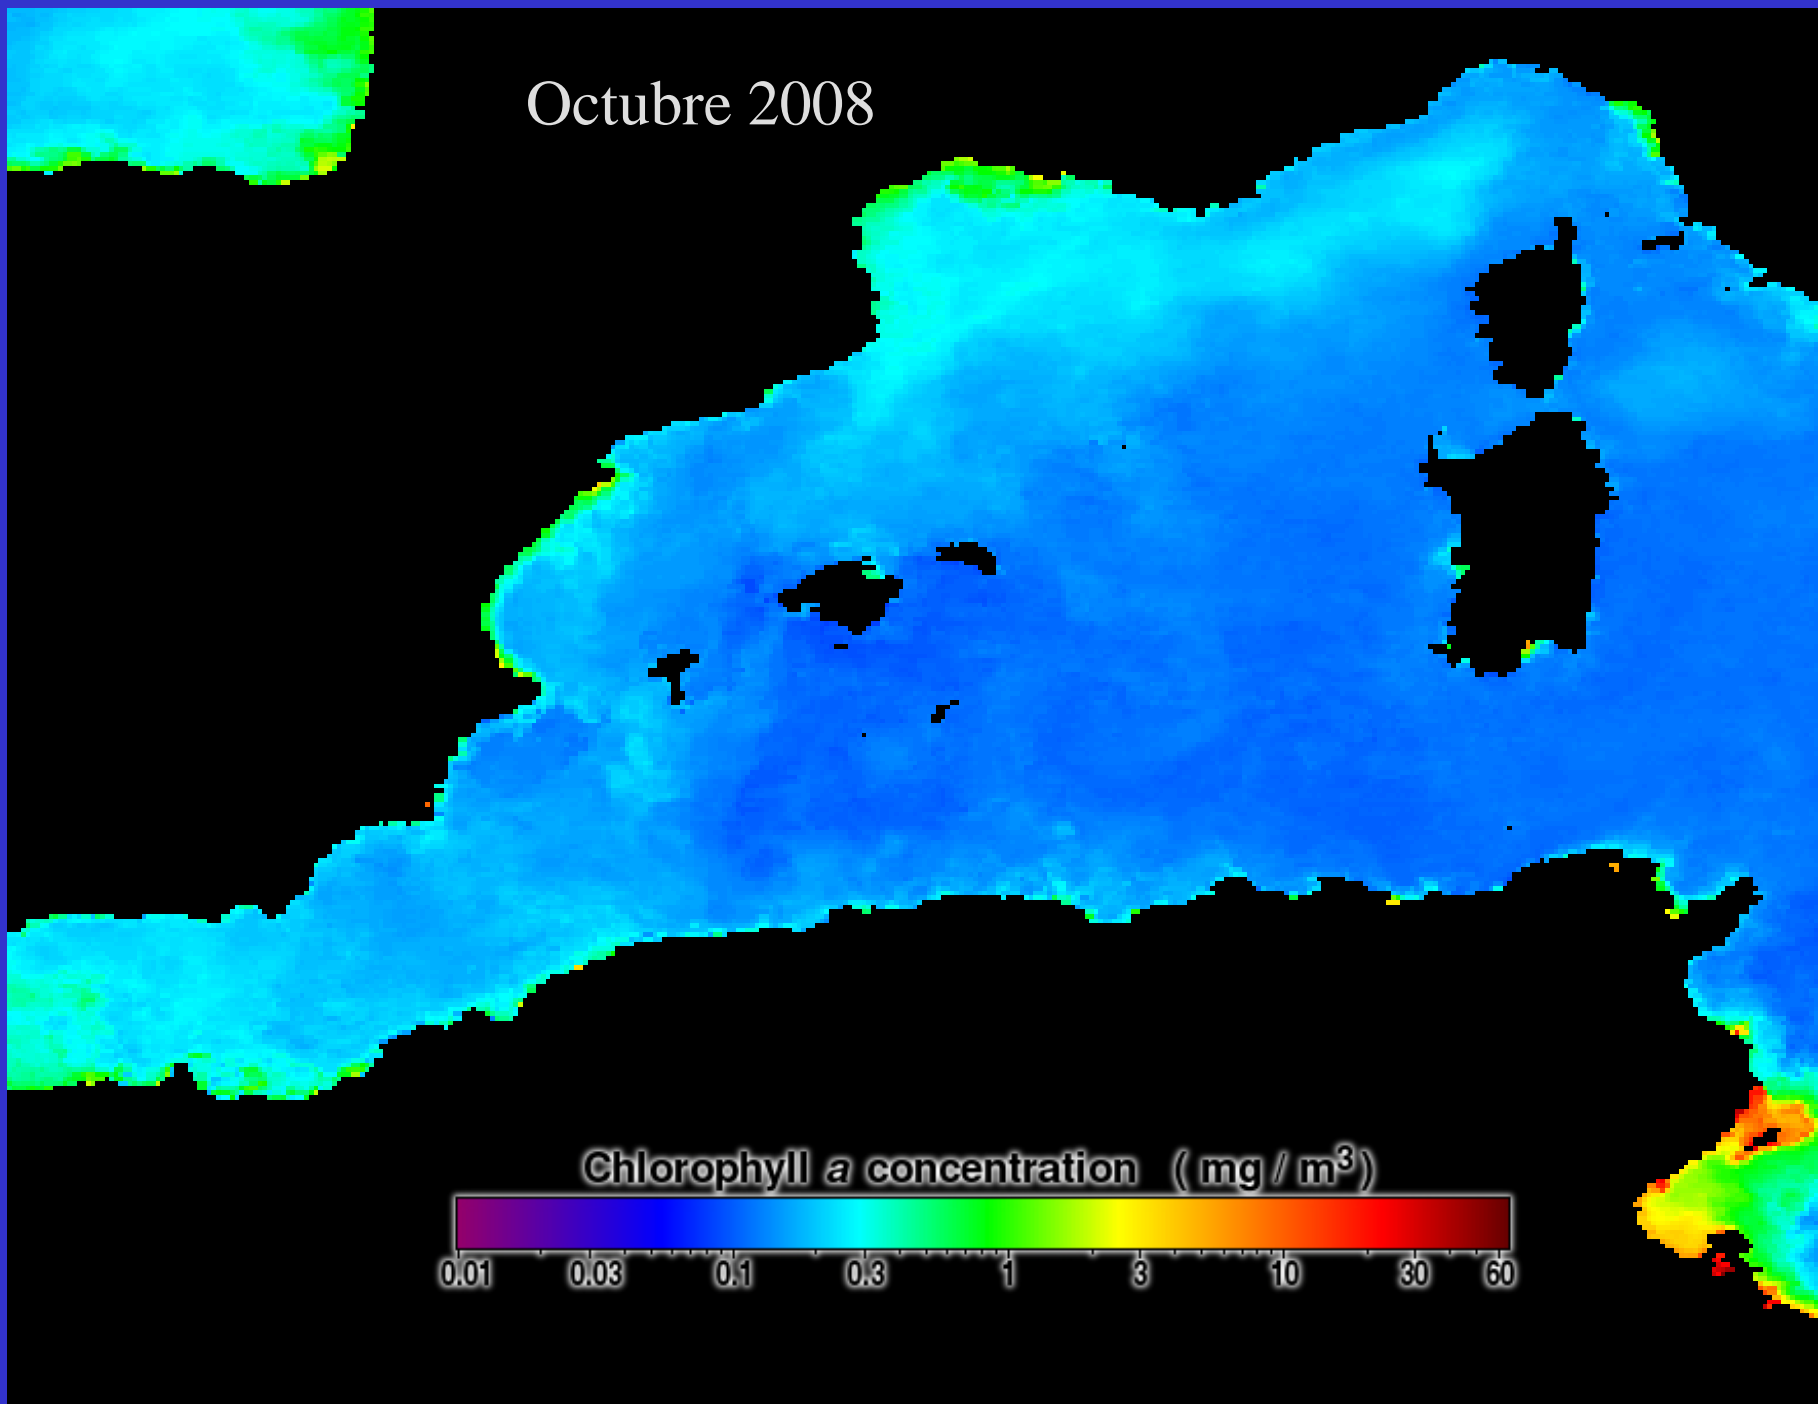 Octubre 2008
Chlorophyll a concentration ( mg / m³ )
0.01 0.03 0.1 0.3 1 3 10 30 60